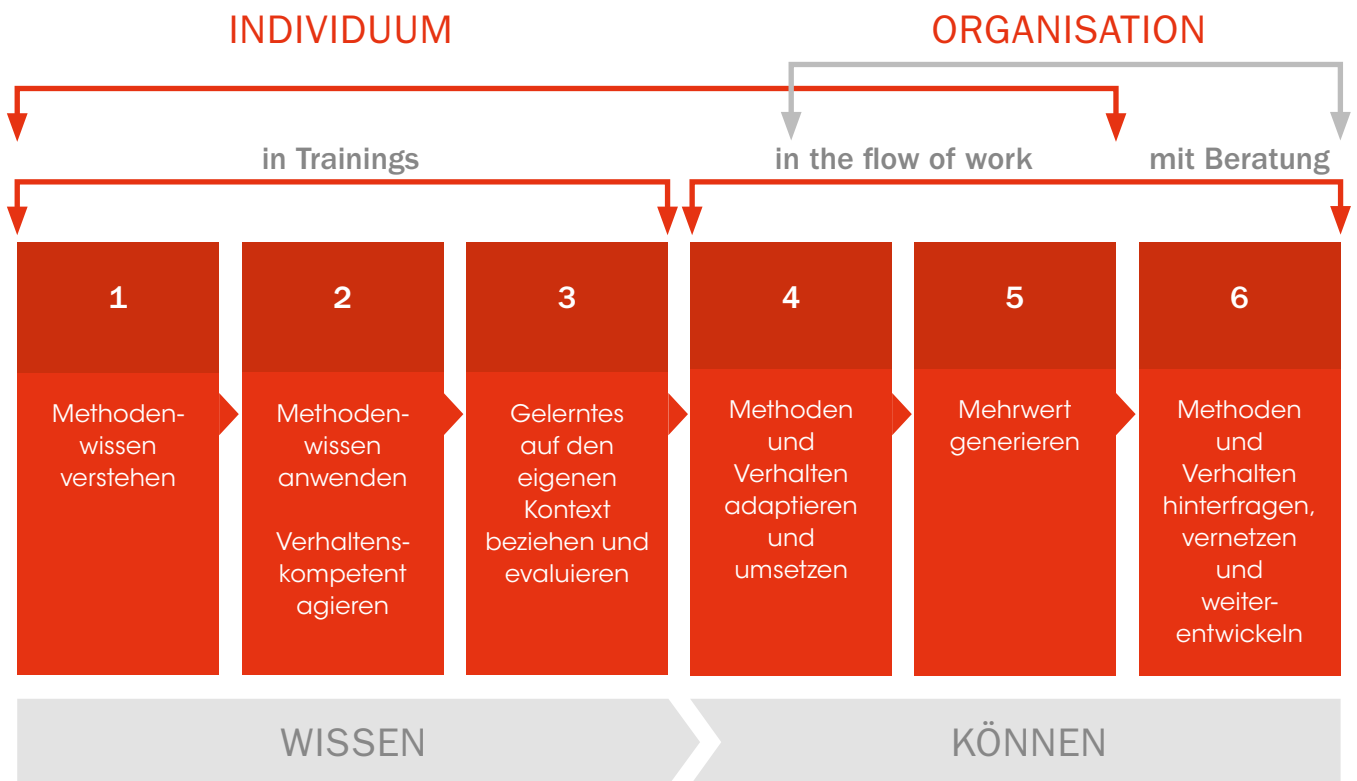 INDIVIDUUM
ORGANISATION
in Trainings
in the flow of work
mit Beratung
1
Methoden-
wissen
verstehen
2
Methoden-
wissen
anwenden
Verhaltens-
kompetent
agieren
3
Gelerntes
auf den
eigenen
Kontext
beziehen und
evaluieren
4
Methoden
und
Verhalten
adaptieren
und
umsetzen
5
Mehrwert
generieren
6
Methoden
und
Verhalten
hinterfragen,
vernetzen
und
weiter-
entwickeln
WISSEN
KÖNNEN